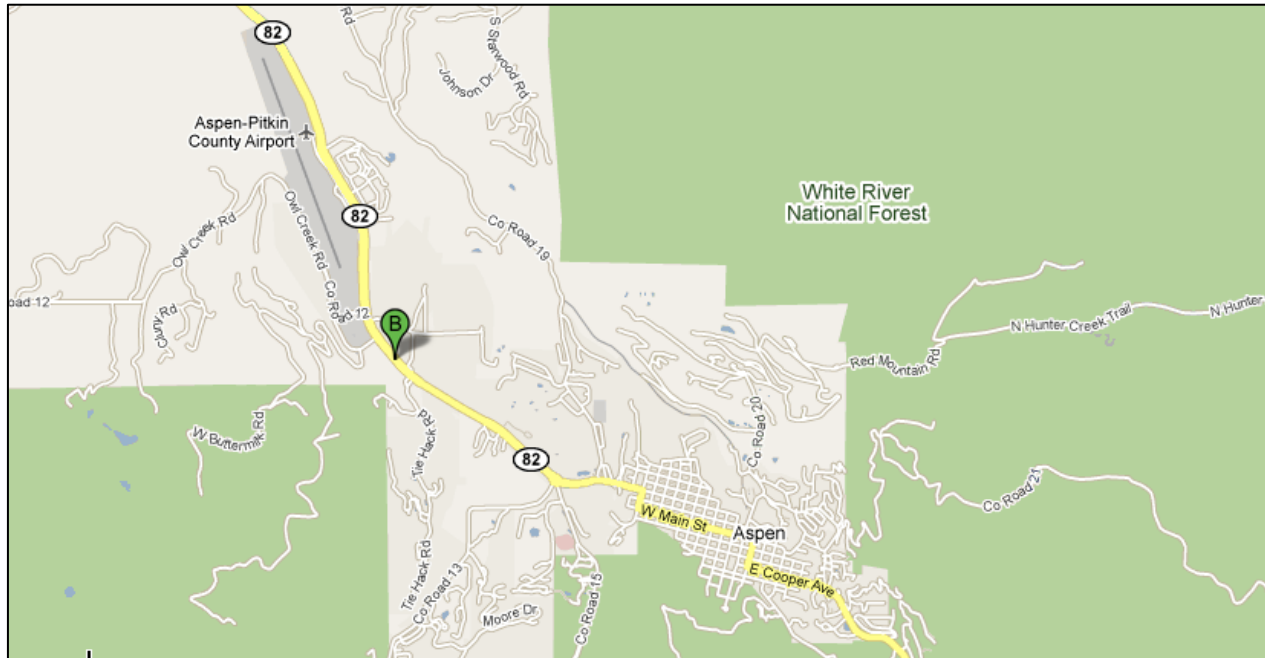 82
S Starwood Rd
Rd
Johnson Dr
Aspen-Pitkin
County Airport
White River
National Forest
82
Owl Creek Rd
Owl Creek Rd
Co Road 19
Co Road 12
oad 12
Cluny Rd
B
N Hunter Creek Trail
N Hunter
Red Mountain Rd
W Buttermilk Rd
Tie Hack Rd
Co Road 20
82
Co Road 21
W Main St
Aspen
E Cooper Ave
Tie Hack Rd
Co Road 13
Moore Dr
Co Road 15